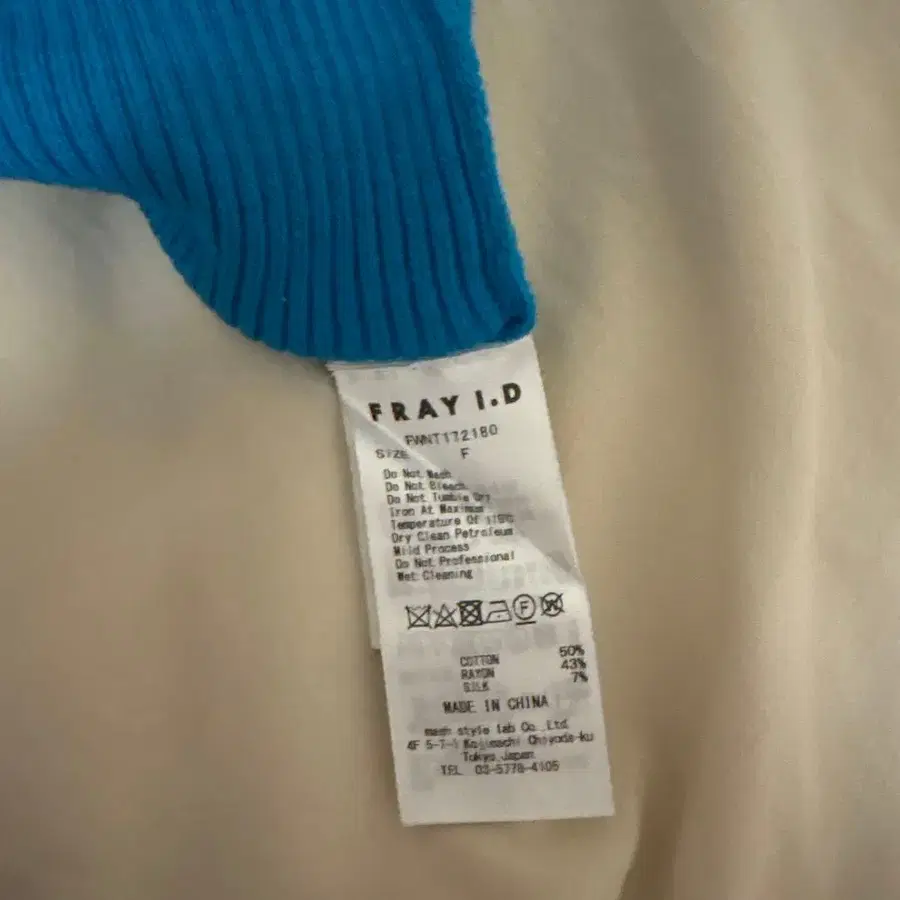 FRAY I.D
FWNT172180
SIZE F
Do Not Wash
Do Not Bleach
Do Not Tumble Dry
Iron At Maximum
Temperature Of 110℃
Dry Clean Petroleum
Mild Process
Do Not Professional
Wet Cleaning
F W
COTTON 50%
RAYON 43%
SILK 7%
MADE IN CHINA
mash style lab Co.,Ltd.
4F 5-7-1 Kojimachi Chiyoda-ku
Tokyo Japan
TEL 03-5778-4105